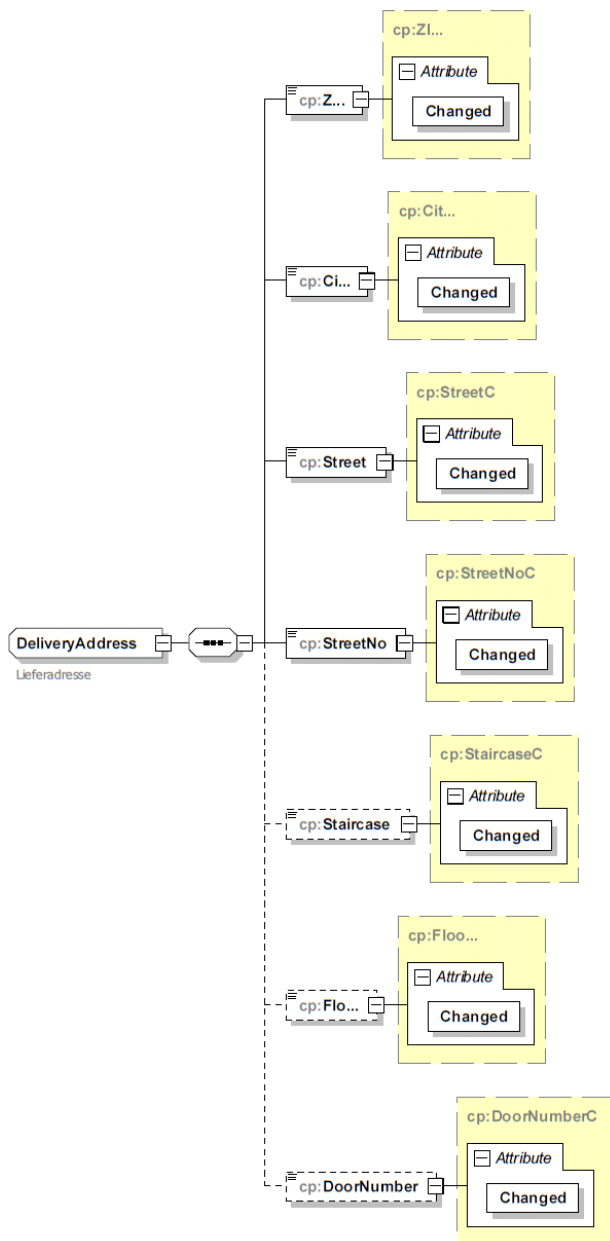 cp:ZI...
Attribute
Changed
cp:Z...
cp:Cit...
Attribute
Changed
cp:Ci...
cp:StreetC
Attribute
Changed
cp:Street
cp:StreetNoC
Attribute
Changed
cp:StreetNo
DeliveryAddress
Lieferadresse
cp:StaircaseC
Attribute
Changed
cp:Staircase
cp:Floo...
Attribute
Changed
cp:Flo...
cp:DoorNumberC
Attribute
Changed
cp:DoorNumber